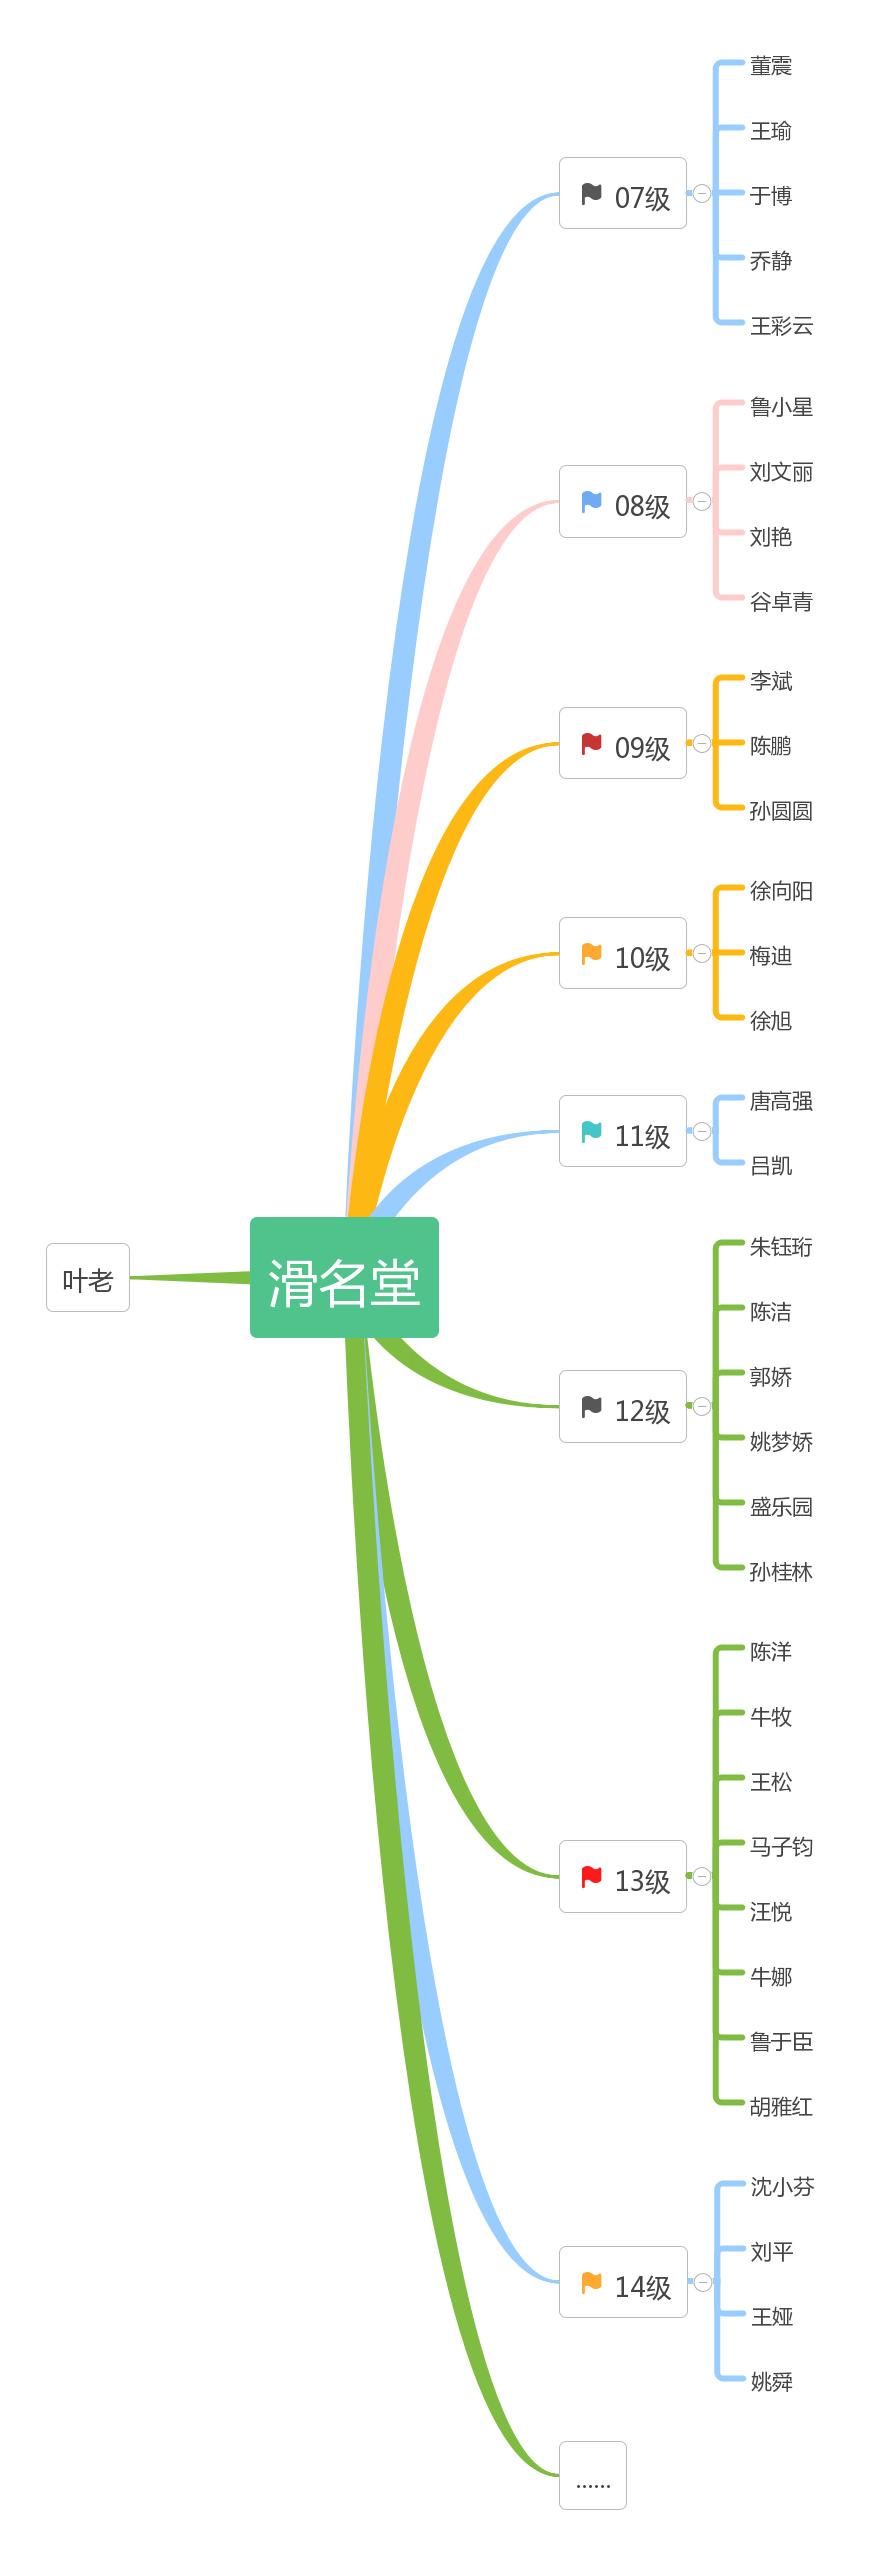 滑名堂
叶老
07级
董震
王瑜
于博
乔静
王彩云
08级
鲁小星
刘文丽
刘艳
谷卓青
09级
李斌
陈鹏
孙圆圆
10级
徐向阳
梅迪
徐旭
11级
唐高强
吕凯
12级
朱钰珩
陈洁
郭娇
姚梦娇
盛乐园
孙桂林
13级
陈洋
牛牧
王松
马子钧
汪悦
牛娜
鲁于臣
胡雅红
14级
沈小芬
刘平
王娅
姚舜
......